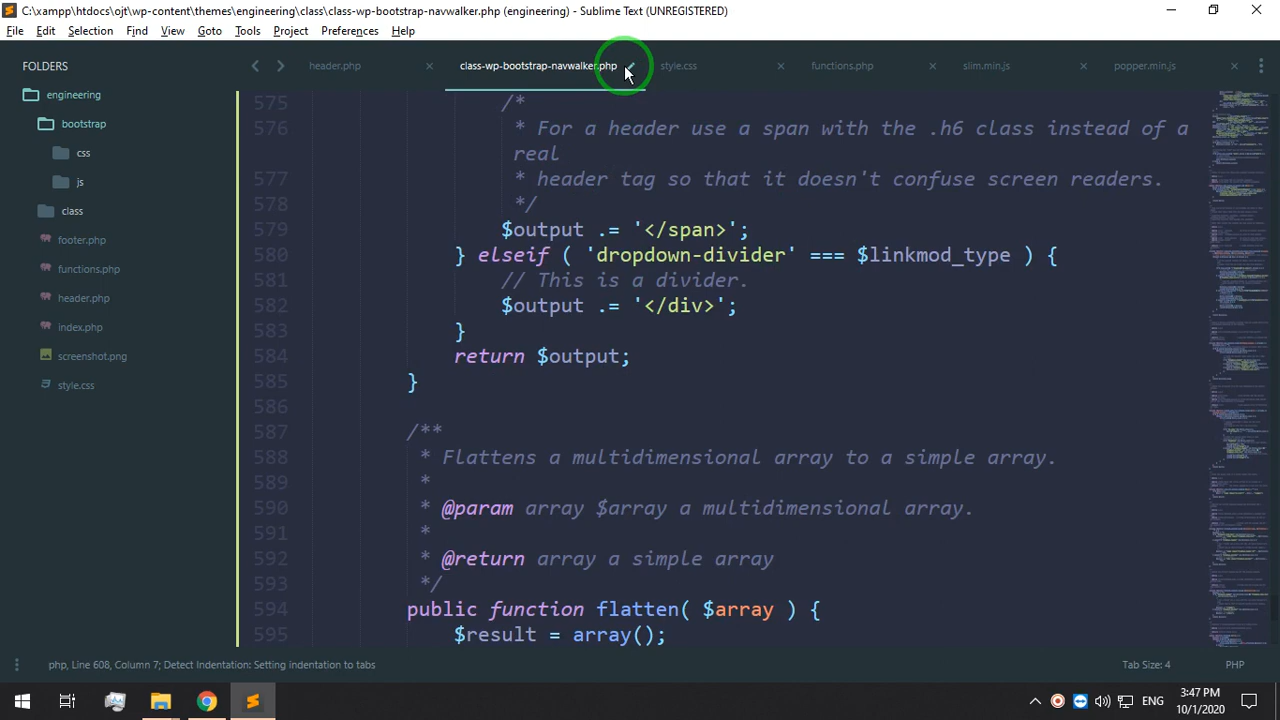 C:\xampp\htdocs\ojt\wp-content\themes\engineering\class\class-wp-bootstrap-navwalker.php (engineering) - Sublime Text (UNREGISTERED)
File Edit Selection Find View Goto Tools Project Preferences Help
FOLDERS
engineering
bootstrap
css
js
class
footer.php
functions.php
header.php
index.php
screenshot.png
style.css
header.php class-wp-bootstrap-navwalker.php style.css functions.php slim.min.js popper.min.js
575 /*
576 * For a header use a span with the .h6 class instead of a
real
577 * header tag so that it doesn't confuse screen readers.
578 */
579 $output .= '</span>';
580 } elseif ( 'dropdown-divider' === $linkmod_type ) {
581 // This is a divider.
582 $output .= '</div>';
583 }
584 return $output;
585 }
586
587 /**
588 * Flattens a multidimensional array to a simple array.
589 *
590 * @param array $array a multidimensional array.
591 *
592 * @return array a simple array
593 */
594 public function flatten( $array ) {
595 $result = array();
php, Line 608, Column 7; Detect Indentation: Setting indentation to tabs
Tab Size: 4 PHP
ENG
3:47 PM
10/1/2020